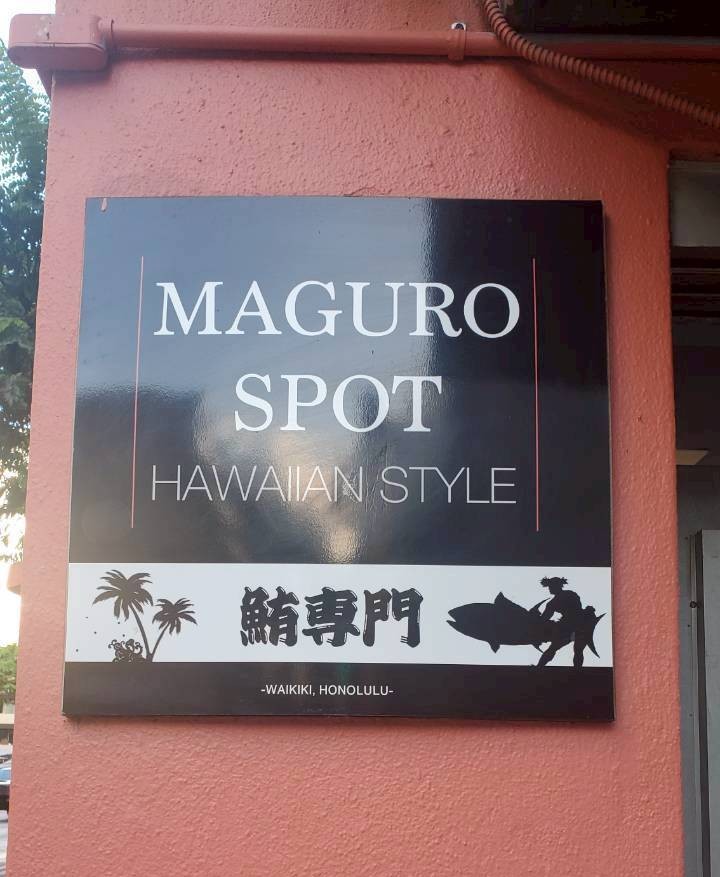 MAGURO
SPOT
HAWAIIAN STYLE
鮪専門
-WAIKIKI, HONOLULU-